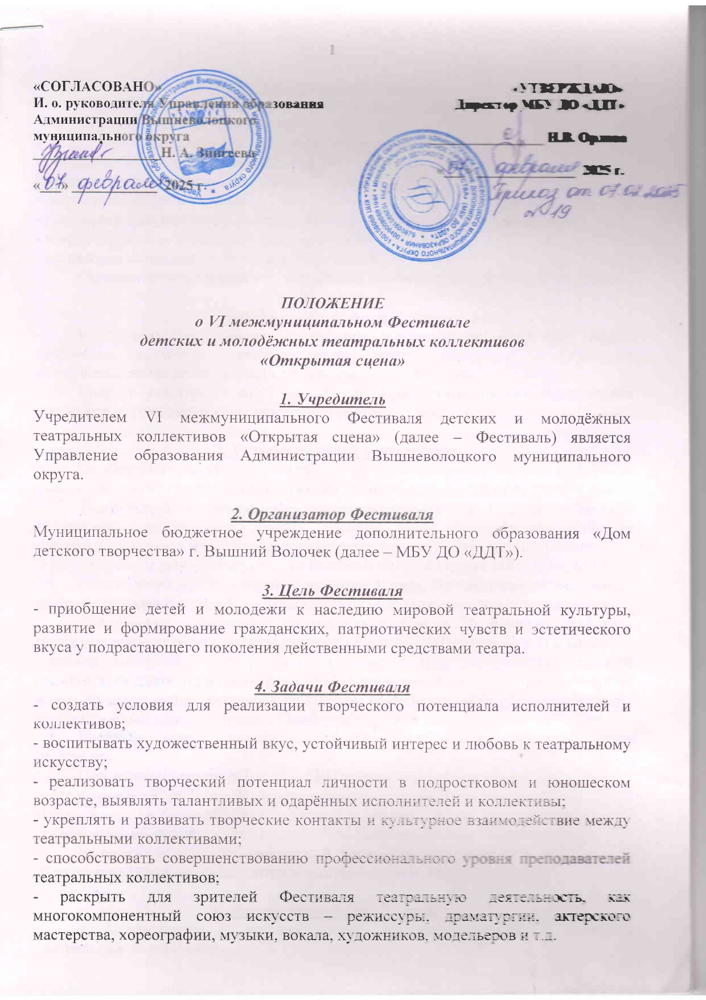 1
«СОГЛАСОВАНО»
И. о. руководителя Управления образования
Администрации Вышневолоцкого
муниципального округа
Н. А. Зингеева
«07» февраля 2025 г.
«УТВЕРЖДАЮ»
Директор МБУ ДО «ДДТ»
Н.В.
«07» февраля 2025 г.
Приказ от 07.02.2025
№ 19
ПОЛОЖЕНИЕ
о VI межмуниципальном Фестивале
детских и молодёжных театральных коллективов
«Открытая сцена»
1. Учредитель
Учредителем VI межмуниципального Фестиваля детских и молодёжных
театральных коллективов «Открытая сцена» (далее – Фестиваль) является
Управление образования Администрации Вышневолоцкого муниципального
округа.
2. Организатор Фестиваля
Муниципальное бюджетное учреждение дополнительного образования «Дом
детского творчества» г. Вышний Волочек (далее – МБУ ДО «ДДТ»).
3. Цель Фестиваля
- приобщение детей и молодежи к наследию мировой театральной культуры,
развитие и формирование гражданских, патриотических чувств и эстетического
вкуса у подрастающего поколения действенными средствами театра.
4. Задачи Фестиваля
- создать условия для реализации творческого потенциала исполнителей и
коллективов;
- воспитывать художественный вкус, устойчивый интерес и любовь к театральному
искусству;
- реализовать творческий потенциал личности в подростковом и юношеском
возрасте, выявлять талантливых и одарённых исполнителей и коллективы;
- укреплять и развивать творческие контакты и культурное взаимодействие между
театральными коллективами;
- способствовать совершенствованию профессионального уровня преподавателей
театральных коллективов;
- раскрыть для зрителей Фестиваля театральную деятельность, как
многокомпонентный союз искусств – режиссуры, драматургии, актерского
мастерства, хореографии, музыки, вокала, художников, модельеров и т.д.